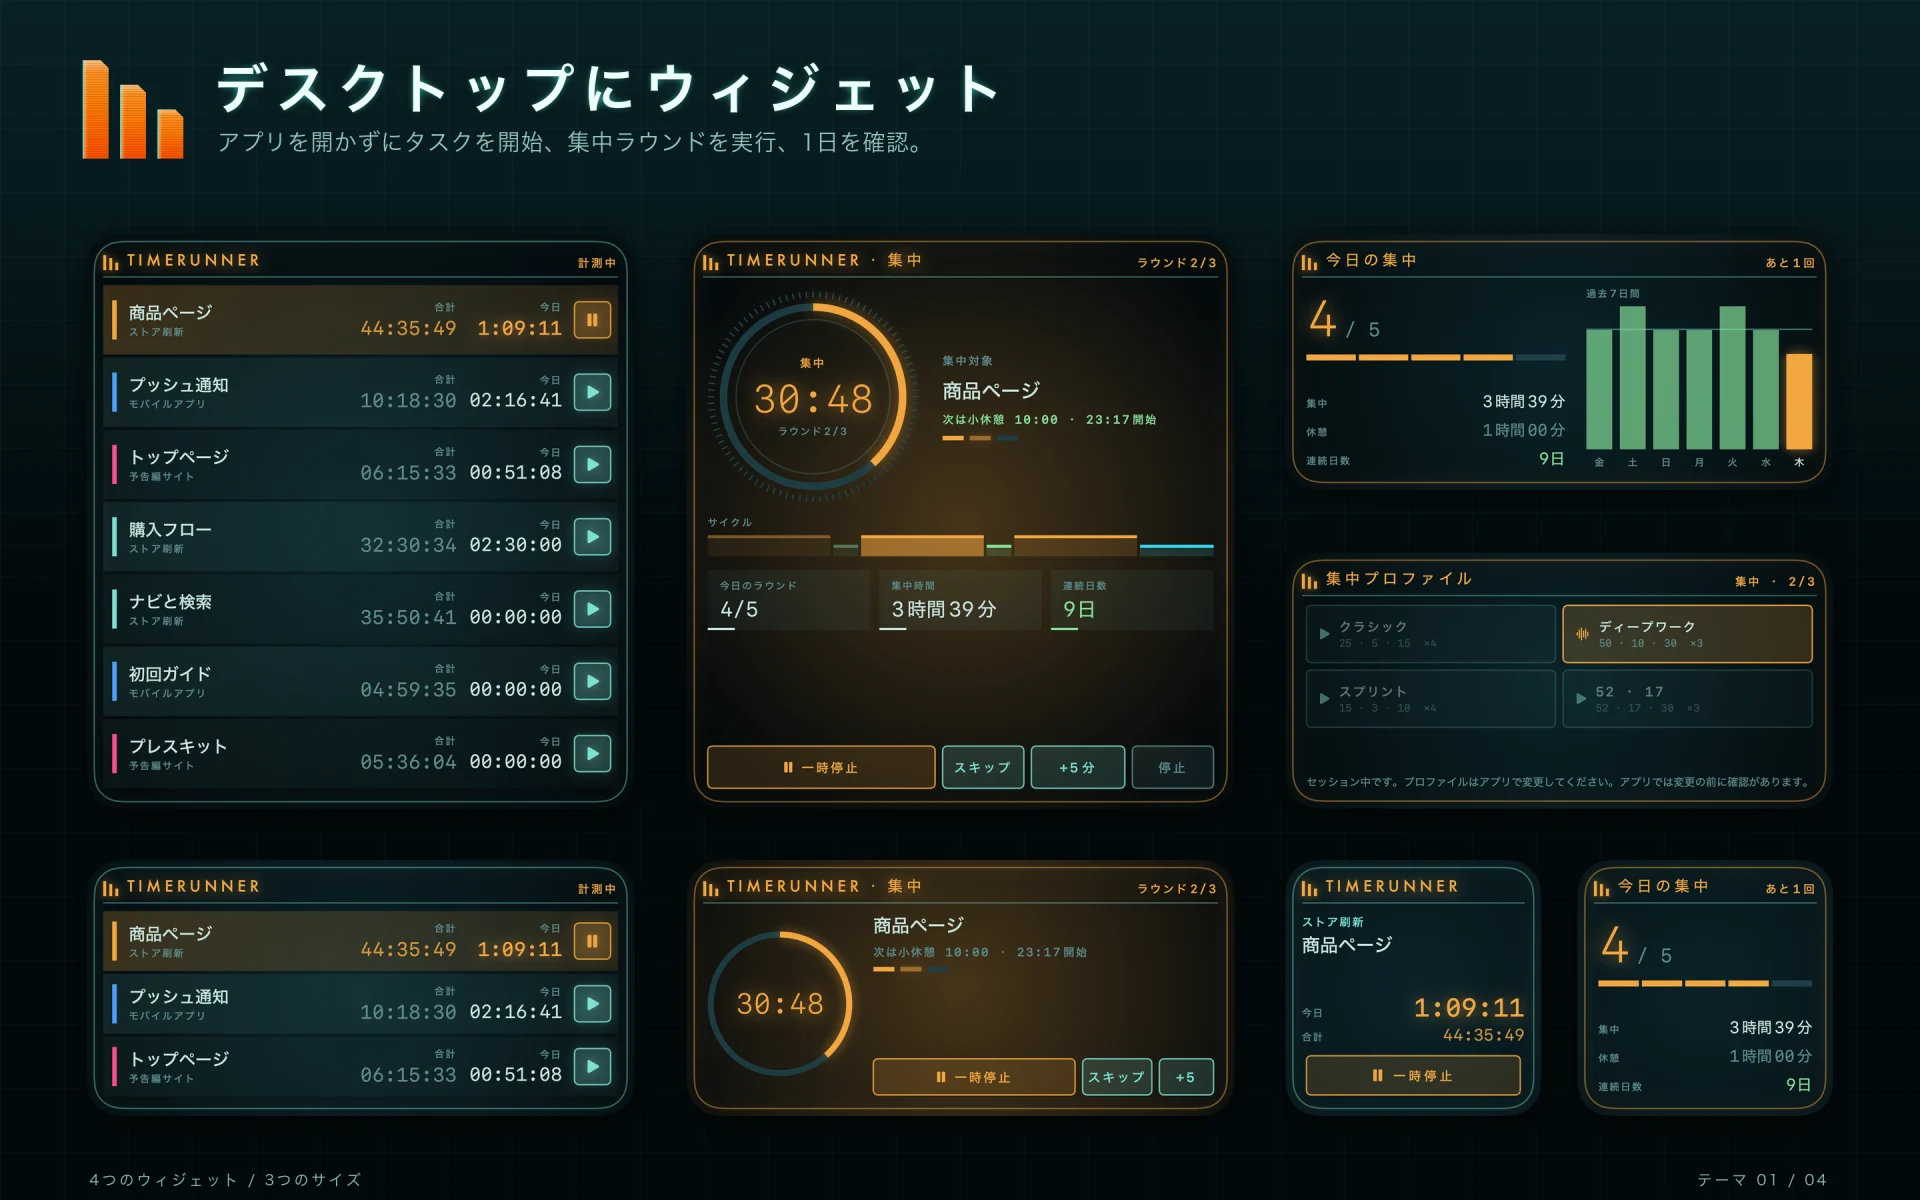 デスクトップにウィジェット
アプリを開かずにタスクを開始、集中ラウンドを実行、1日を確認。
TIMERUNNER 計測中
商品ページ 合計 今日
ストア刷新 44:35:49 1:09:11
プッシュ通知 合計 今日
モバイルアプリ 10:18:30 02:16:41
トップページ 合計 今日
予告編サイト 06:15:33 00:51:08
購入フロー 合計 今日
ストア刷新 32:30:34 02:30:00
ナビと検索 合計 今日
ストア刷新 35:50:41 00:00:00
初回ガイド 合計 今日
モバイルアプリ 04:59:35 00:00:00
プレスキット 合計 今日
予告編サイト 05:36:04 00:00:00
TIMERUNNER · 集中 ラウンド2/3
集中
30:48
ラウンド2/3
集中対象
商品ページ
次は小休憩 10:00 · 23:17開始
サイクル
今日のラウンド 集中時間 連続日数
4/5 3時間39分 9日
一時停止 スキップ +5分 停止
今日の集中 あと1回
4 / 5
集中 3時間39分
休憩 1時間00分
連続日数 9日
過去7日間
金 土 日 月 火 水 木
集中プロファイル 集中 · 2/3
クラシック
25 · 5 · 15 ×4
ディープワーク
50 · 10 · 30 ×3
スプリント
15 · 3 · 10 ×4
52 · 17
52 · 17 · 30 ×3
セッション中です。プロファイルはアプリで変更してください。アプリでは変更の前に確認があります。
TIMERUNNER 計測中
商品ページ 合計 今日
ストア刷新 44:35:49 1:09:11
プッシュ通知 合計 今日
モバイルアプリ 10:18:30 02:16:41
トップページ 合計 今日
予告編サイト 06:15:33 00:51:08
TIMERUNNER · 集中 ラウンド2/3
30:48
商品ページ
次は小休憩 10:00 · 23:17開始
一時停止 スキップ +5
TIMERUNNER
ストア刷新
商品ページ
今日 1:09:11
合計 44:35:49
一時停止
今日の集中 あと1回
4 / 5
集中 3時間39分
休憩 1時間00分
連続日数 9日
4つのウィジェット / 3つのサイズ
テーマ 01 / 04